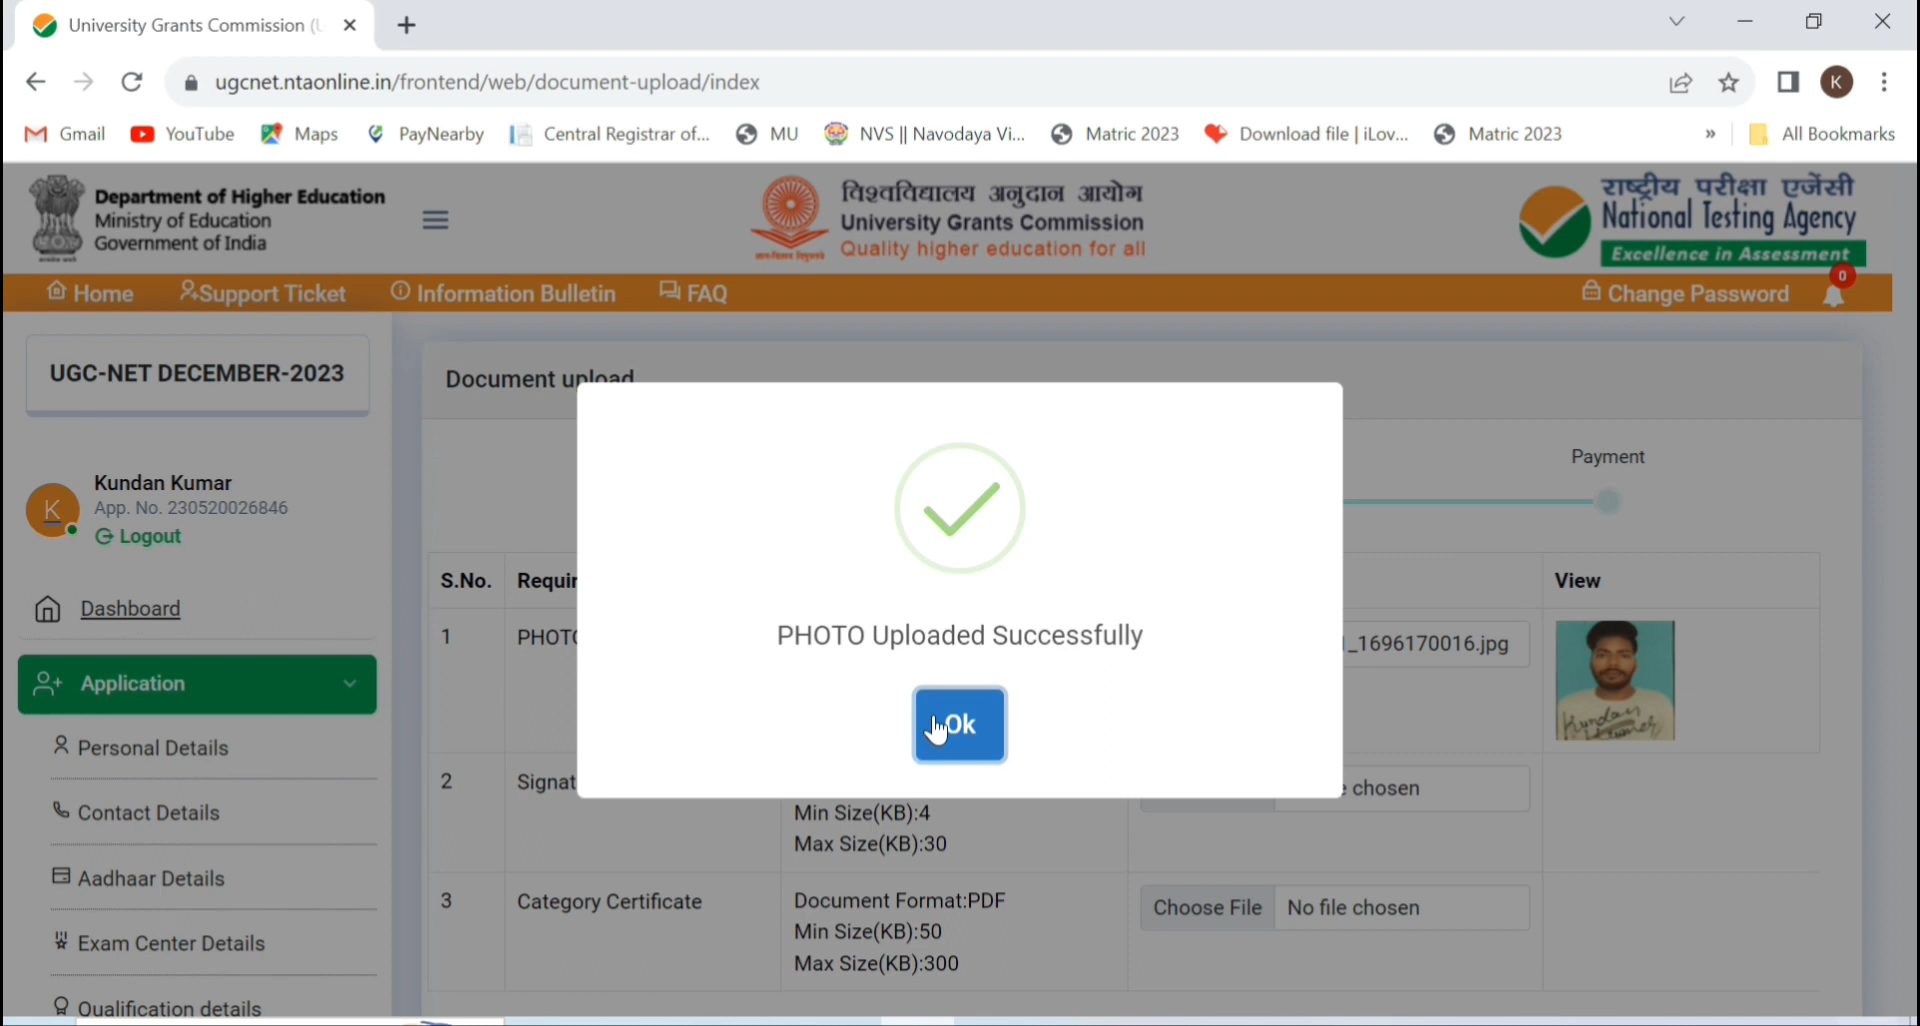 University Grants Commission (
ugcnet.ntaonline.in/frontend/web/document-upload/index
K
Gmail
YouTube
Maps
PayNearby
Central Registrar of...
MU
NVS || Navodaya Vi...
Matric 2023
Download file | iLov...
Matric 2023
»
All Bookmarks
Department of Higher Education
Ministry of Education
Government of India
विश्वविद्यालय अनुदान आयोग
University Grants Commission
Quality higher education for all
राष्ट्रीय परीक्षा एजेंसी
National Testing Agency
Excellence in Assessment
Home
Support Ticket
Information Bulletin
FAQ
Change Password
0
UGC-NET DECEMBER-2023
Kundan Kumar
K
App. No. 230520026846
Logout
Dashboard
Application
Personal Details
Contact Details
Aadhaar Details
Exam Center Details
Qualification details
Document upload
Payment
S.No.
Requir
View
1
PHOTO
_1696170016.jpg
Kundan
Kumar
PHOTO Uploaded Successfully
Ok
2
Signat
Min Size(KB):4
Max Size(KB):30
chosen
3
Category Certificate
Document Format:PDF
Min Size(KB):50
Max Size(KB):300
Choose File
No file chosen